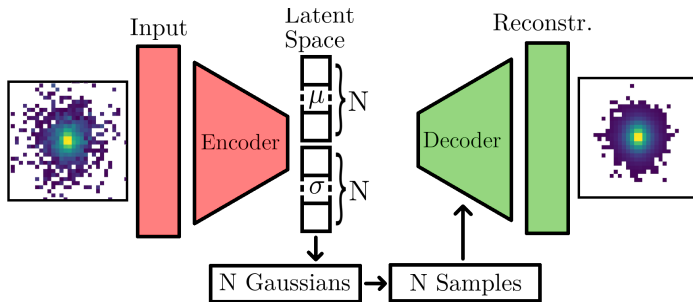 Input
Latent
Space
Reconstr.
Encoder
μ
N
σ
N
Decoder
N Gaussians
N Samples